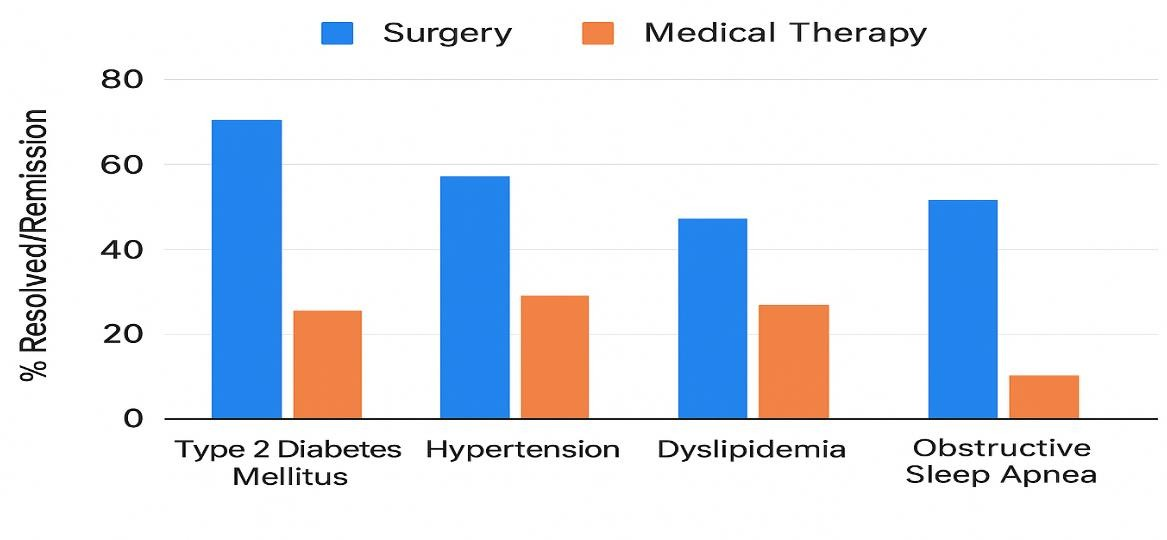 Surgery Medical Therapy
% Resolved/Remission
80
60
40
20
0
Type 2 Diabetes Mellitus
Hypertension
Dyslipidemia
Obstructive Sleep Apnea